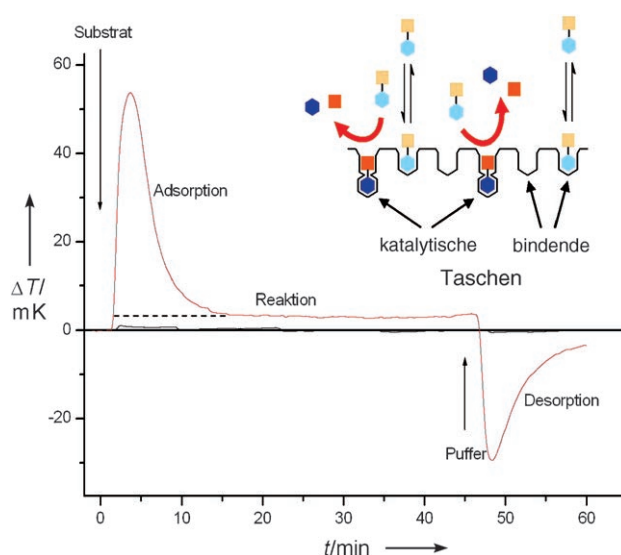 Substrat
60
40
20
0
-20
ΔT/
mK
Adsorption
Reaktion
Desorption
Puffer
katalytische
bindende
Taschen
0
10
20
30
40
50
60
t/min